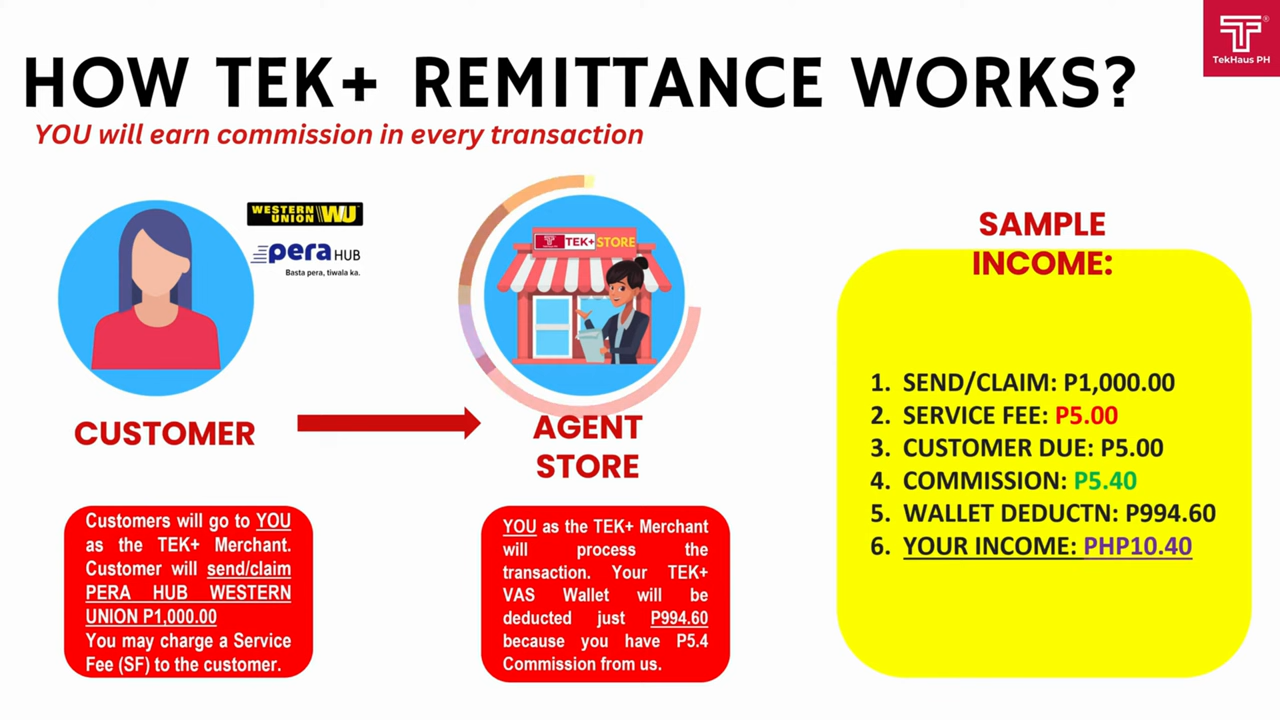 TekHaus PH
HOW TEK+ REMITTANCE WORKS?
YOU will earn commission in every transaction
WESTERN
UNION WU
pera HUB
Basta pera, tiwala ka.
TEK+ STORE
CUSTOMER
AGENT
STORE
Customers will go to YOU
as the TEK+ Merchant.
Customer will send/claim
PERA HUB WESTERN
UNION P1,000.00
You may charge a Service
Fee (SF) to the customer.
YOU as the TEK+ Merchant
will process the
transaction. Your TEK+
VAS Wallet will be
deducted just P994.60
because you have P5.4
Commission from us.
SAMPLE
INCOME:
1. SEND/CLAIM: P1,000.00
2. SERVICE FEE: P5.00
3. CUSTOMER DUE: P5.00
4. COMMISSION: P5.40
5. WALLET DEDUCTN: P994.60
6. YOUR INCOME: PHP10.40